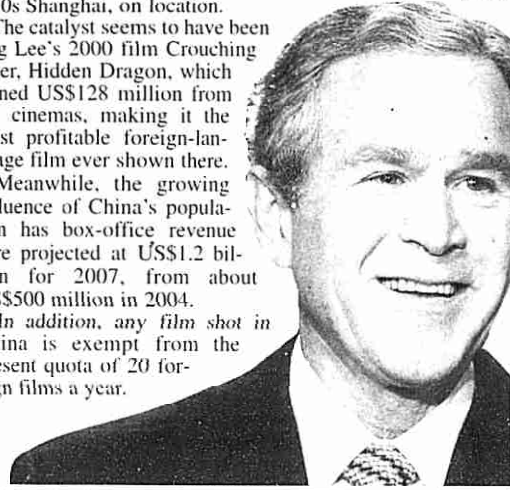 0s Shanghai, on location.
The catalyst seems to have been
g Lee's 2000 film Crouching
er, Hidden Dragon, which
ned US$128 million from
cinemas, making it the
st profitable foreign-lan-
age film ever shown there.
Meanwhile, the growing
luence of China's popula-
n has box-office revenue
re projected at US$1.2 bil-
n for 2007, from about
S$500 million in 2004.
In addition, any film shot in
ina is exempt from the
esent quota of 20 for-
gn films a year.